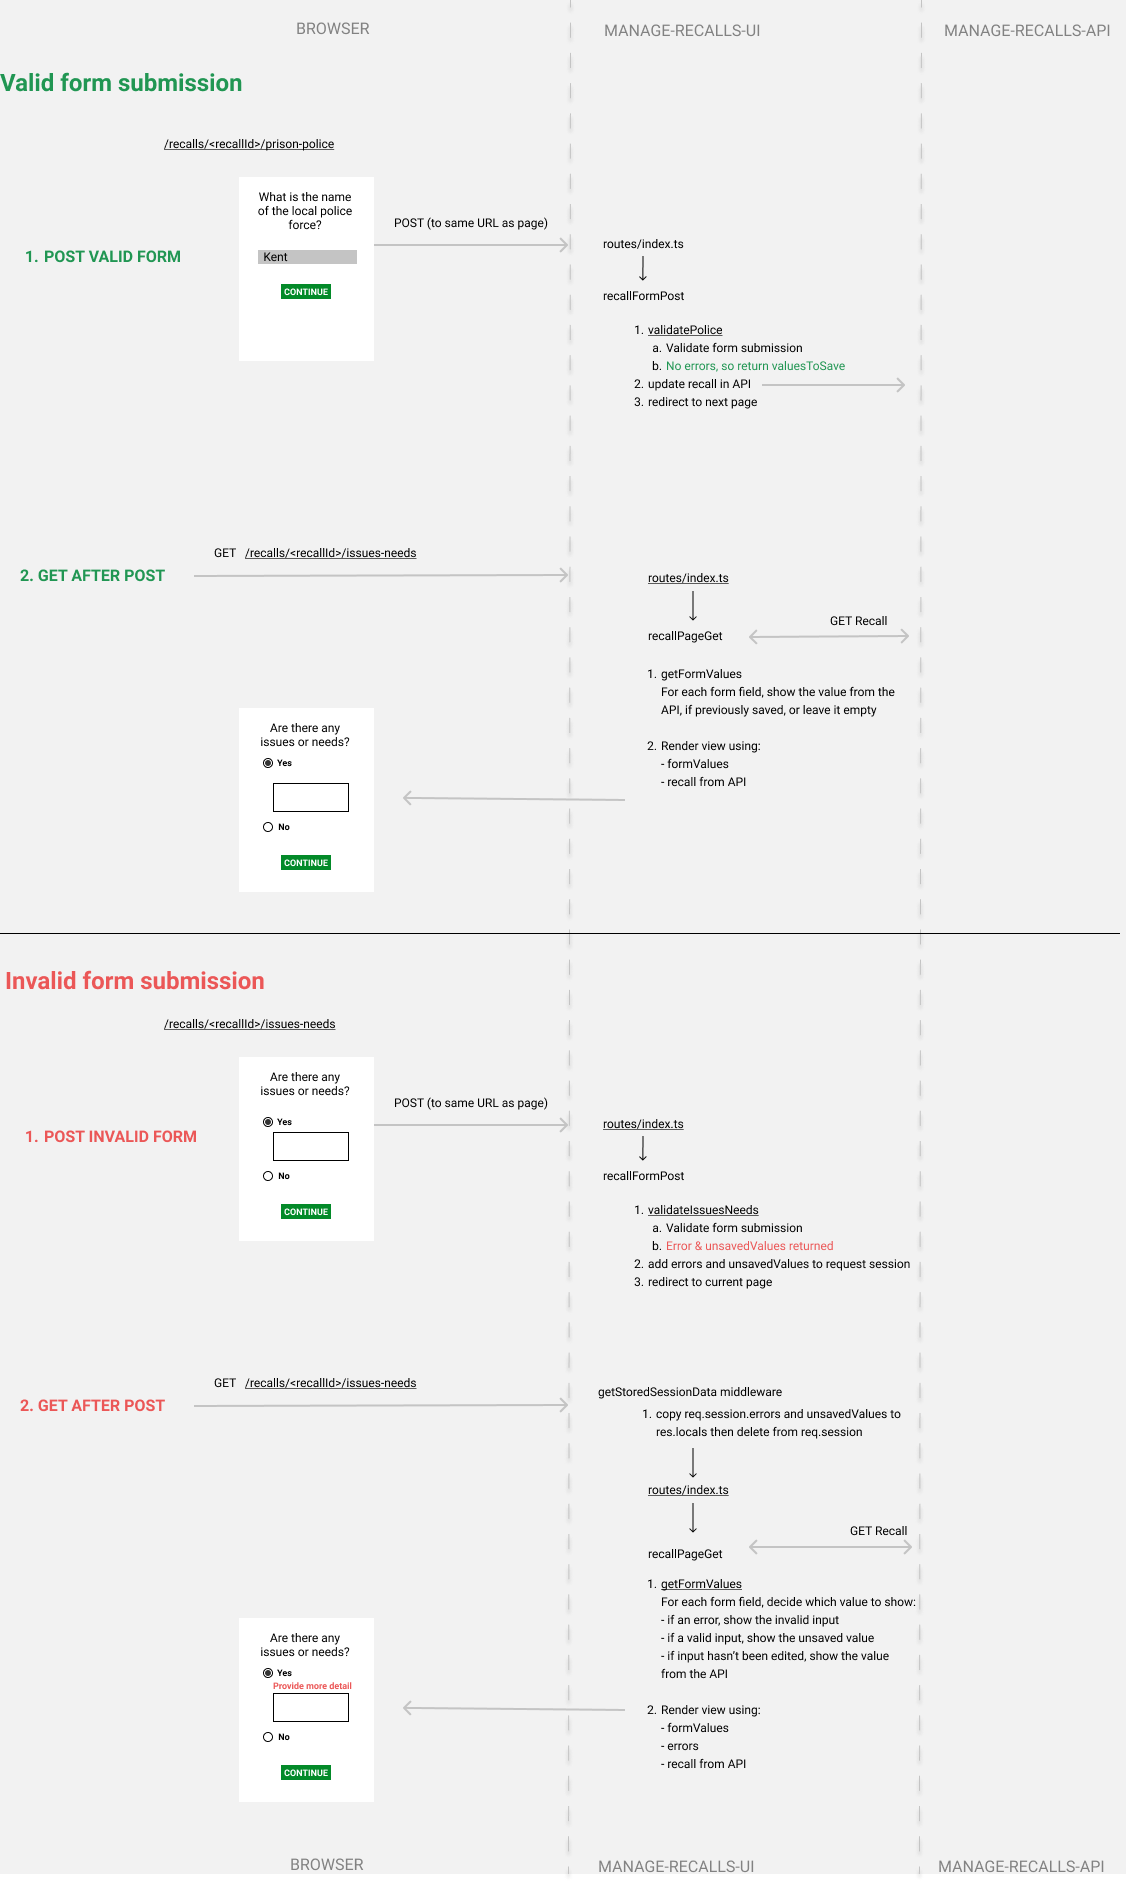 BROWSER
MANAGE-RECALLS-UI
MANAGE-RECALLS-API
Valid form submission
/recalls/<recallId>/prison-police
What is the name
of the local police
force?
Kent
CONTINUE
POST (to same URL as page)
1. POST VALID FORM
routes/index.ts
recallFormPost
1. validatePolice
a. Validate form submission
b. No errors, so return valuesToSave
2. update recall in API
3. redirect to next page
GET /recalls/<recallId>/issues-needs
2. GET AFTER POST
routes/index.ts
GET Recall
recallPageGet
1. getFormValues
For each form field, show the value from the
API, if previously saved, or leave it empty
2. Render view using:
- formValues
- recall from API
Are there any
issues or needs?
Yes
No
CONTINUE
Invalid form submission
/recalls/<recallId>/issues-needs
Are there any
issues or needs?
Yes
No
CONTINUE
POST (to same URL as page)
1. POST INVALID FORM
routes/index.ts
recallFormPost
1. validateIssuesNeeds
a. Validate form submission
b. Error & unsavedValues returned
2. add errors and unsavedValues to request session
3. redirect to current page
GET /recalls/<recallId>/issues-needs
2. GET AFTER POST
getStoredSessionData middleware
1. copy req.session.errors and unsavedValues to
res.locals then delete from req.session
routes/index.ts
GET Recall
recallPageGet
1. getFormValues
For each form field, decide which value to show:
- if an error, show the invalid input
- if a valid input, show the unsaved value
- if input hasn't been edited, show the value
from the API
2. Render view using:
- formValues
- errors
- recall from API
Are there any
issues or needs?
Yes
Provide more detail
No
CONTINUE
BROWSER
MANAGE-RECALLS-UI
MANAGE-RECALLS-API